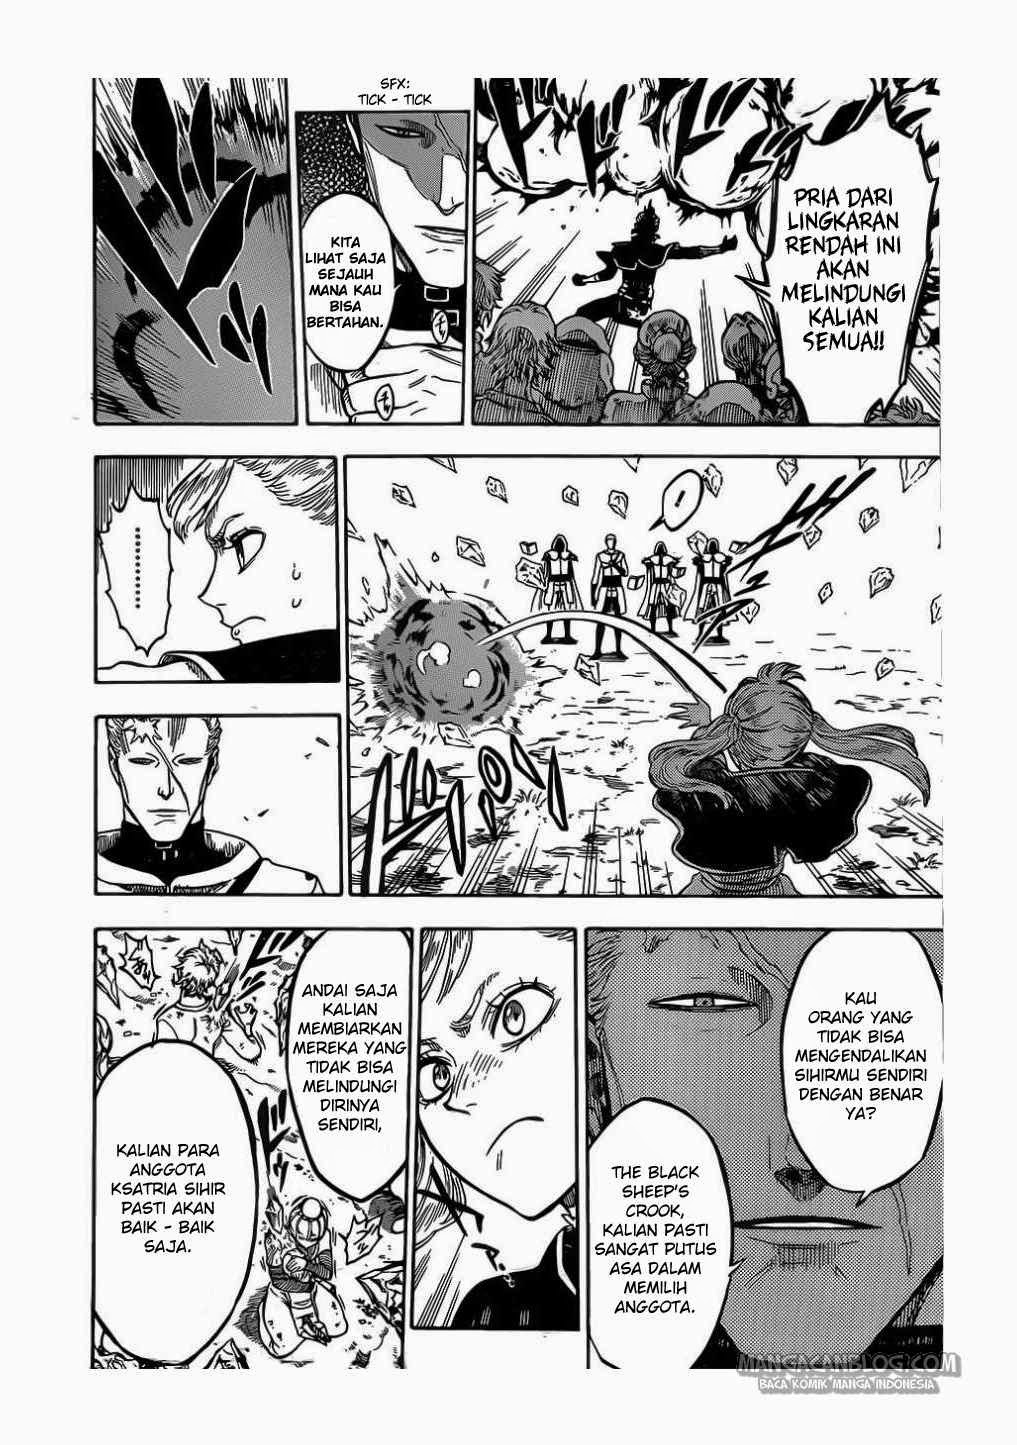 PRIA DARI
LINGKARAN
RENDAH INI
AKAN
MELINDUNGI
KALIAN
SEMUA!!
SFX:
TICK - TICK
KITA
LIHAT SAJA
SEJAUH
MANA KAU
BISA
BERTAHAN.
!
..........
KAU
ORANG YANG
TIDAK BISA
MENGENDALIKAN
SIHIRMU SENDIRI
DENGAN BENAR
YA?
THE BLACK
SHEEP'S
CROOK,
KALIAN PASTI
SANGAT PUTUS
ASA DALAM
MEMILIH
ANGGOTA.
ANDAI SAJA
KALIAN
MEMBIARKAN
MEREKA YANG
TIDAK BISA
MELINDUNGI
DIRINYA
SENDIRI,
KALIAN PARA
ANGGOTA
KSATRIA SIHIR
PASTI AKAN
BAIK - BAIK
SAJA.
MANGACANBLOG.COM
BACA KOMIK MANGA INDONESIA